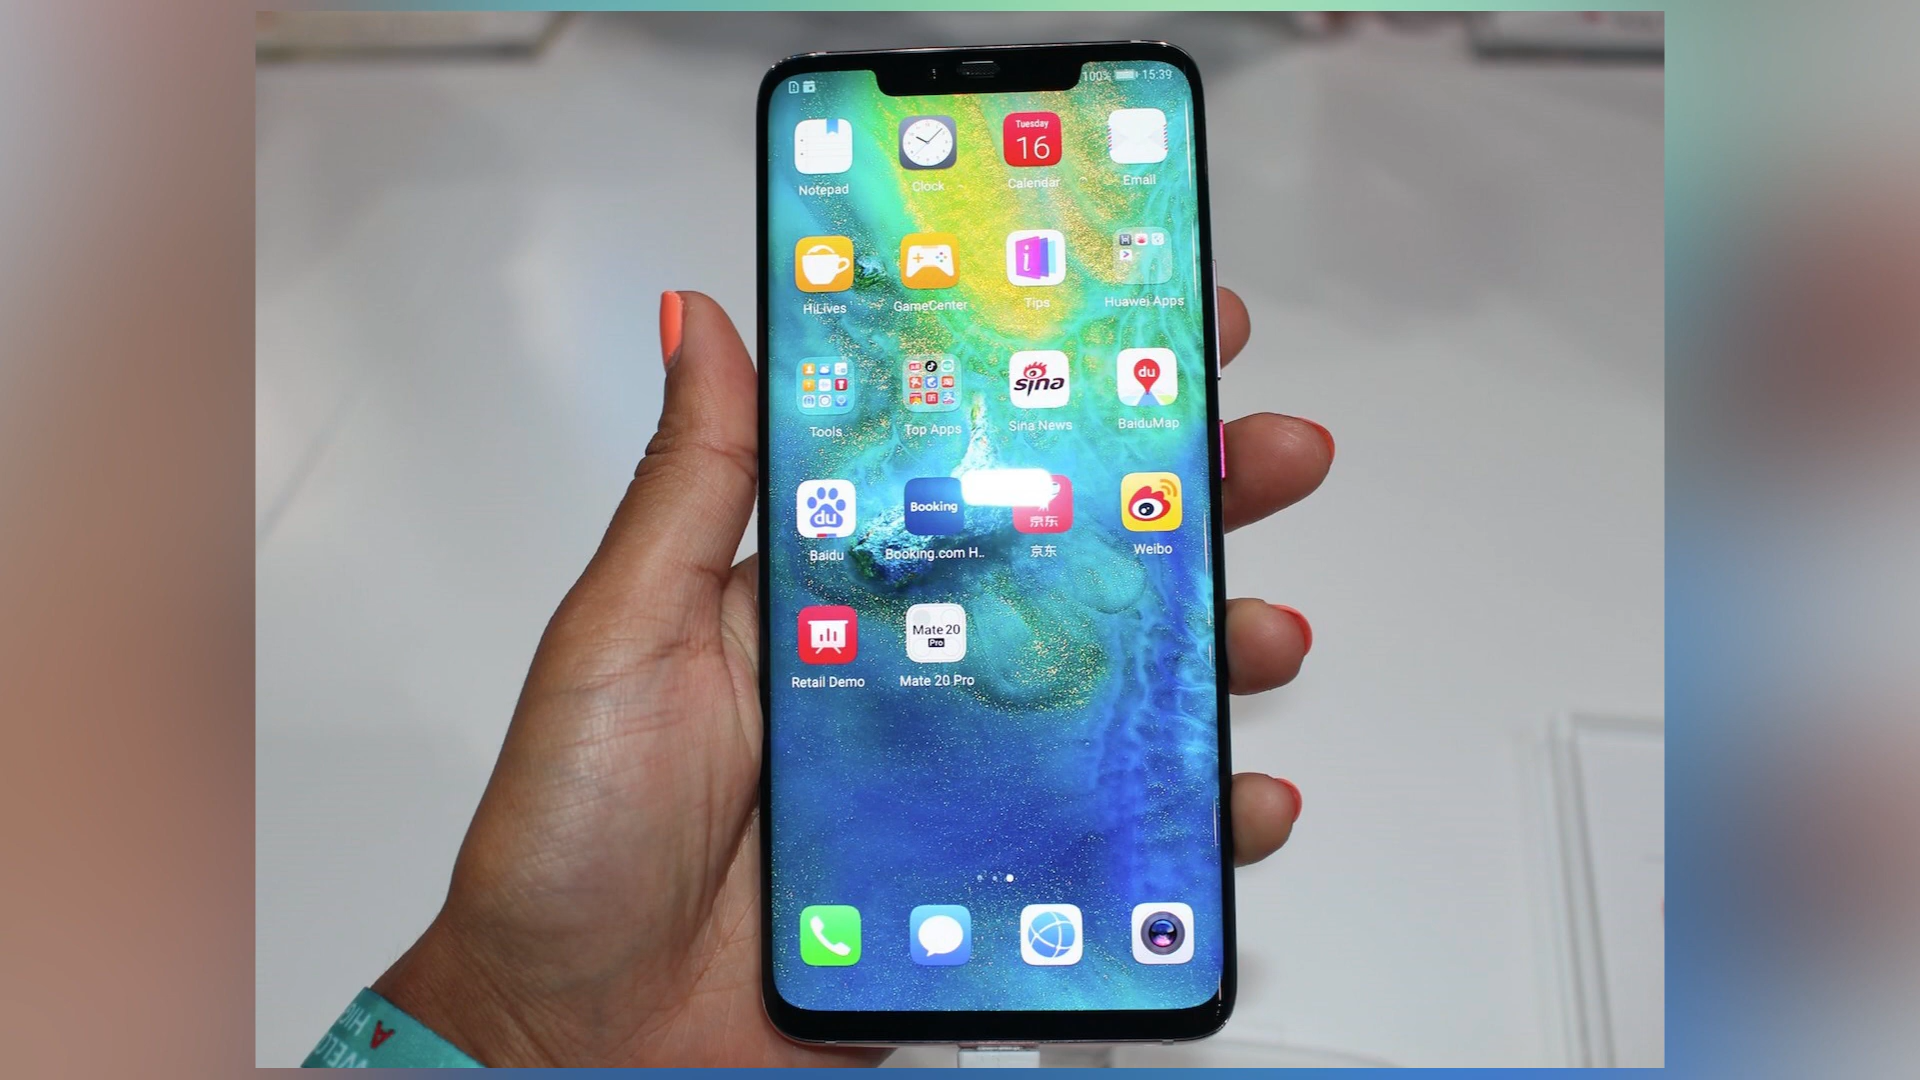 100% 15:39
Tuesday
16
Notepad
Clock
Calendar
Email
i
HiLives
GameCenter
Tips
Huawei Apps
sina
du
Tools
Top Apps
Sina News
BaiduMap
du
Booking
京东
Baidu
Booking.com H..
京东
Weibo
Mate 20
Pro
Retail Demo
Mate 20 Pro